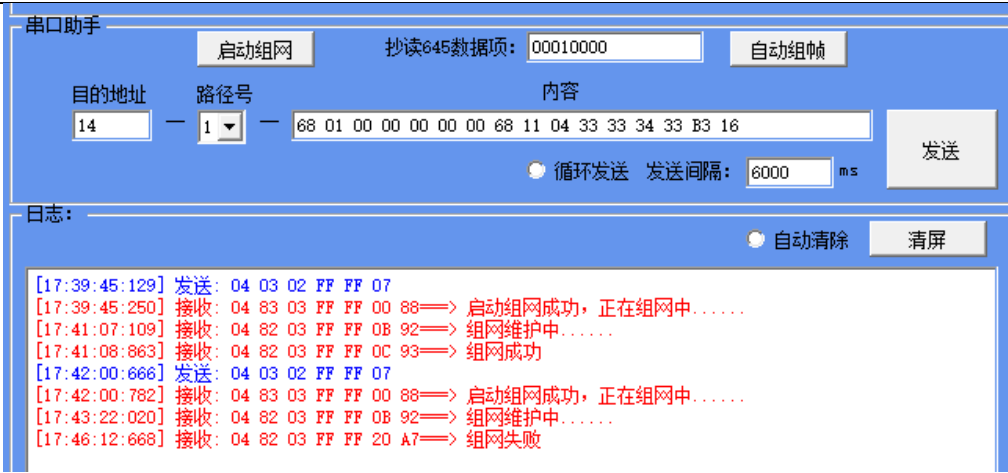 串口助手
启动组网 抄读645数据项: 00010000 自动组帧
目的地址 路径号 内容
14 — 1 — 68 01 00 00 00 00 00 68 11 04 33 33 34 33 B3 16
发送
循环发送 发送间隔: 6000 ms
日志:
自动清除 清屏
[17:39:45:129] 发送: 04 03 02 FF FF 07
[17:39:45:250] 接收: 04 83 03 FF FF 00 88===> 启动组网成功，正在组网中......
[17:41:07:109] 接收: 04 82 03 FF FF 0B 92===> 组网维护中......
[17:41:08:863] 接收: 04 82 03 FF FF 0C 93===> 组网成功
[17:42:00:666] 发送: 04 03 02 FF FF 07
[17:42:00:782] 接收: 04 83 03 FF FF 00 88===> 启动组网成功，正在组网中......
[17:43:22:020] 接收: 04 82 03 FF FF 0B 92===> 组网维护中......
[17:46:12:668] 接收: 04 82 03 FF FF 20 A7===> 组网失败